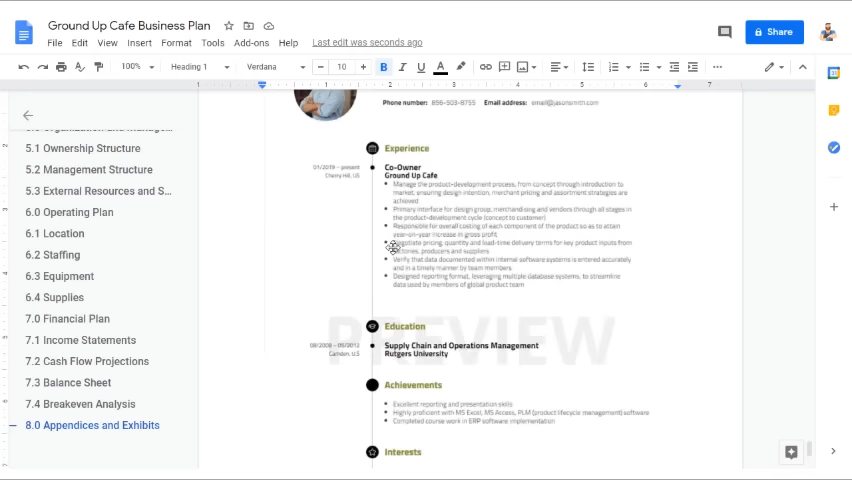 Ground Up Cafe Business Plan
File Edit View Insert Format Tools Add-ons Help Last edit was seconds ago
Share
100% Heading 1 Verdana 10 B I U A
1 1 2 3 4 5 6 7
5.1 Ownership Structure
5.2 Management Structure
5.3 External Resources and S...
6.0 Operating Plan
6.1 Location
6.2 Staffing
6.3 Equipment
6.4 Supplies
7.0 Financial Plan
7.1 Income Statements
7.2 Cash Flow Projections
7.3 Balance Sheet
7.4 Breakeven Analysis
8.0 Appendices and Exhibits
Phone number: 896-503-8755 Email address: email@jasonsmith.com
Experience
01/2019 – present
Cherry Hill, US
Co-Owner
Ground Up Cafe
Manage the product-development process, from concept through introduction to
market, ensuring design intention, merchant pricing and assortment strategies are
achieved
Primary interface for design group, merchandising and vendors through all stages in
the product-development cycle (concept to customer)
Responsible for overall costing of each component of the product so as to attain
year-on-year increase in gross profit
Negotiate pricing, quantity and lead-time delivery terms for key product inputs from
factories, producers and suppliers
Verify that data documented within internal software systems is entered accurately
and in a timely manner by team members
Designed reporting format, leveraging multiple database systems, to streamline
data used by members of global product team
PREVIEW
Education
08/2008 – 05/2012
Camden, U.S
Supply Chain and Operations Management
Rutgers University
Achievements
Excellent reporting and presentation skills
Highly proficient with MS Excel, MS Access, PLM (product lifecycle management) software
Completed course work in ERP software implementation
Interests